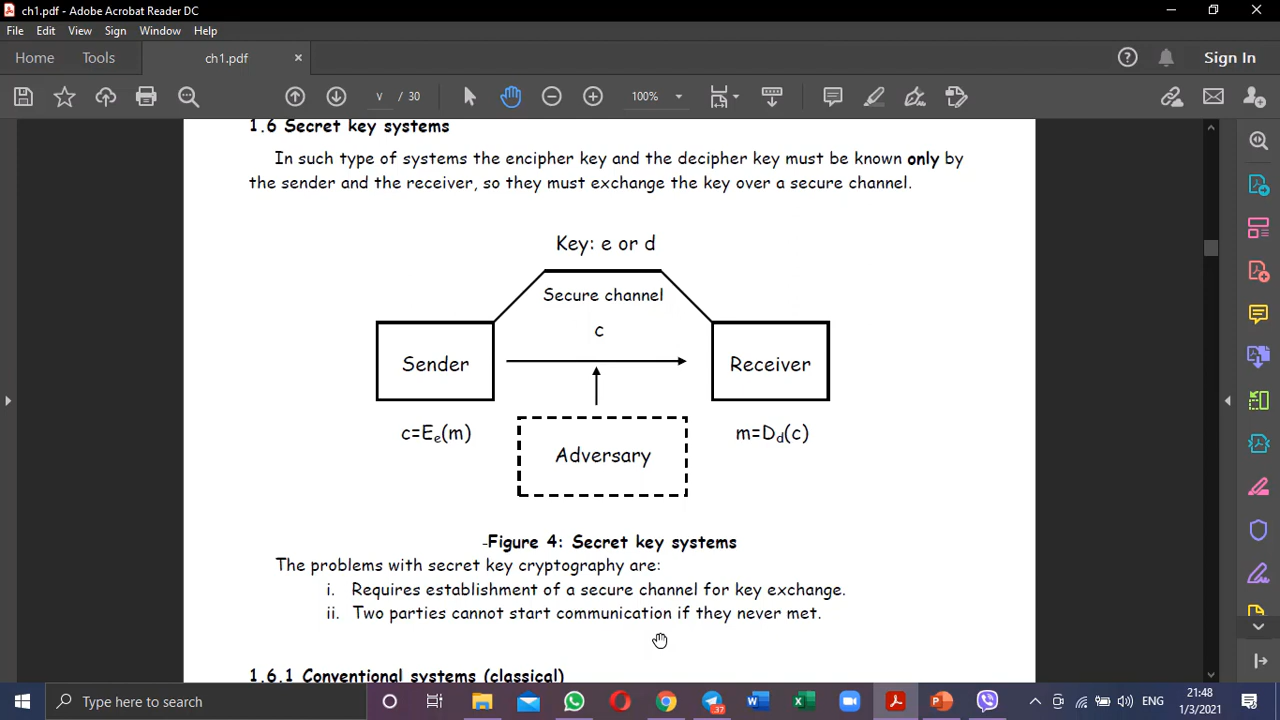 ch1.pdf - Adobe Acrobat Reader DC
File Edit View Sign Window Help
Home Tools ch1.pdf × Sign In
v / 30 100%
1.6 Secret key systems
In such type of systems the encipher key and the decipher key must be known only by
the sender and the receiver, so they must exchange the key over a secure channel.
Key: e or d
Secure channel
c
Sender Receiver
c=Ee(m) m=Dd(c)
Adversary
-Figure 4: Secret key systems
The problems with secret key cryptography are:
i. Requires establishment of a secure channel for key exchange.
ii. Two parties cannot start communication if they never met.
1.6.1 Conventional systems (classical)
Type here to search 37 ENG 21:48
1/3/2021